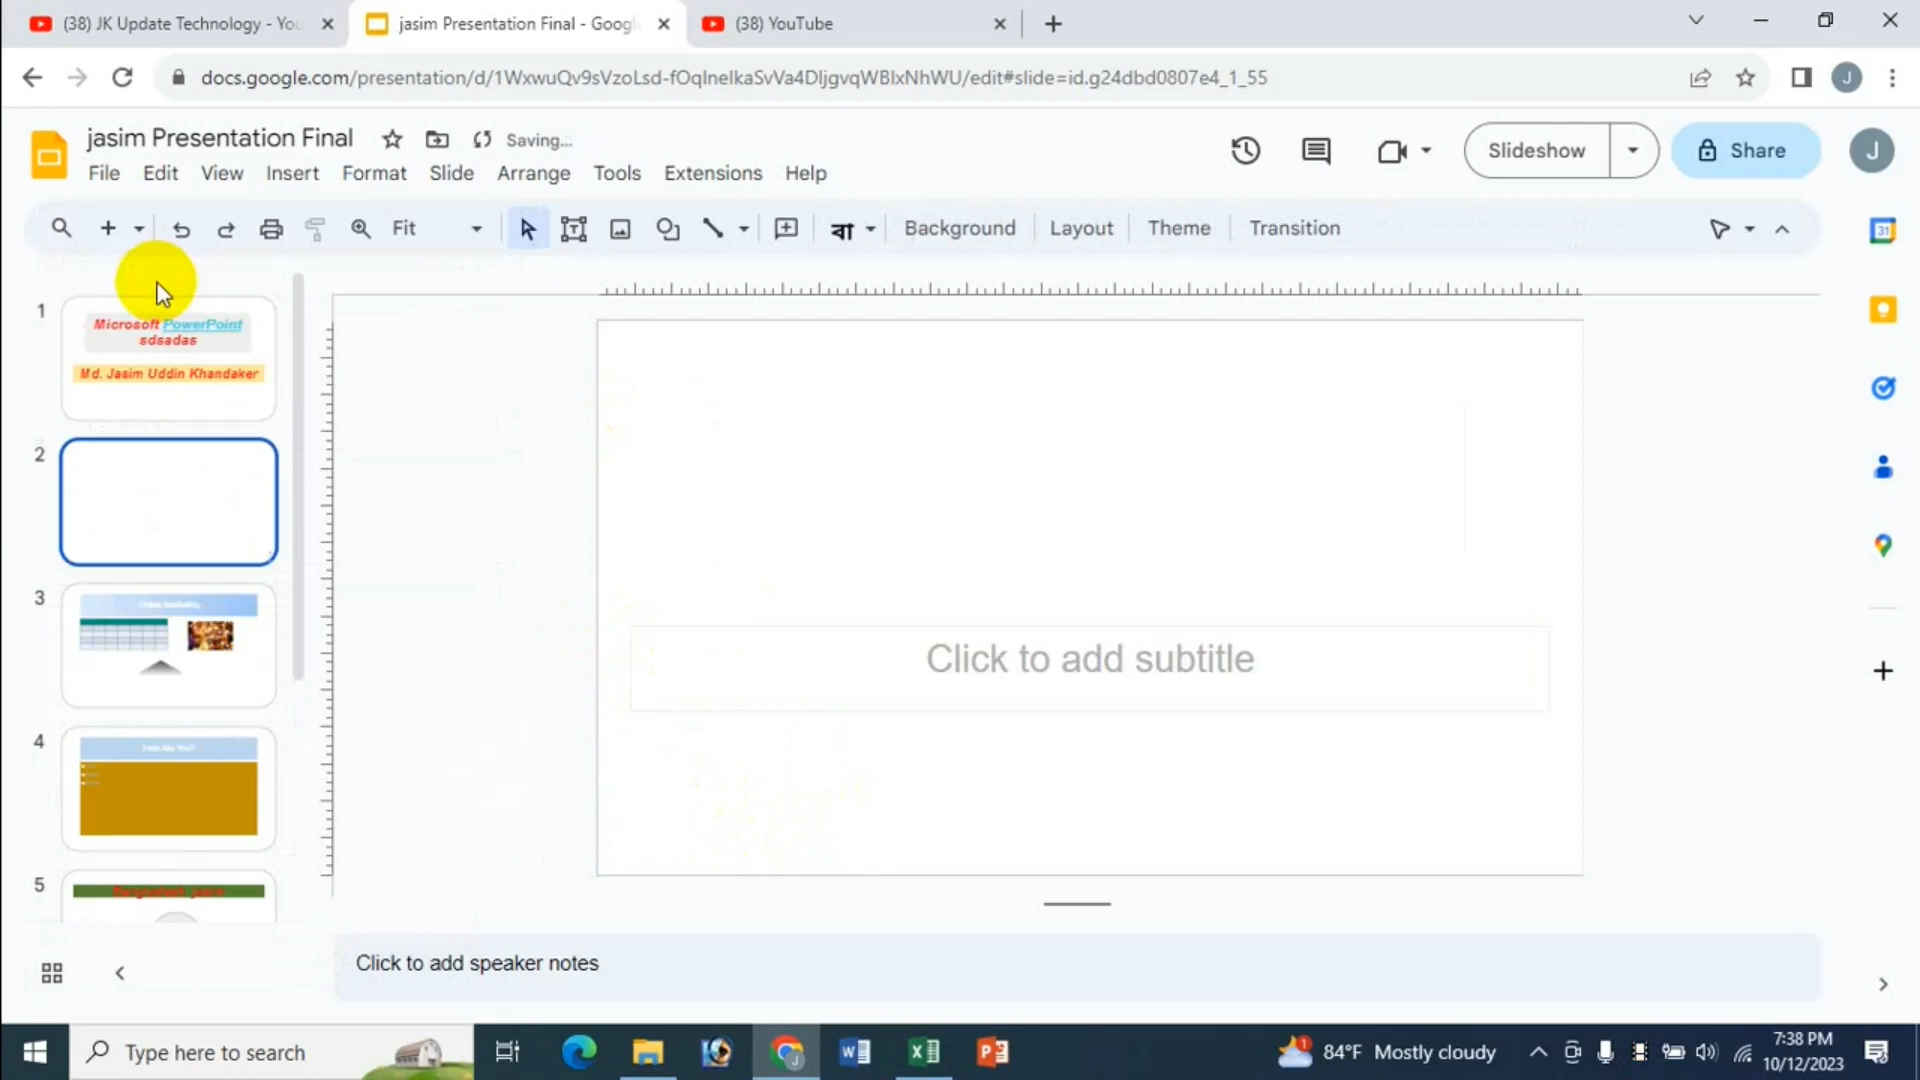 (38) JK Update Technology - You
jasim Presentation Final - Googl
(38) YouTube
docs.google.com/presentation/d/1WxwuQv9sVzoLsd-fOqInelkaSvVa4DljgvqWBlxNhWU/edit#slide=id.g24dbd0807e4_1_55
J
jasim Presentation Final
Saving...
File Edit View Insert Format Slide Arrange Tools Extensions Help
Slideshow
Share
J
Fit
বা
Background
Layout
Theme
Transition
31
1
Microsoft PowerPoint
sdsadas
Md. Jasim Uddin Khandaker
2
3
4
5
Click to add subtitle
Click to add speaker notes
Type here to search
84°F Mostly cloudy
7:38 PM
10/12/2023